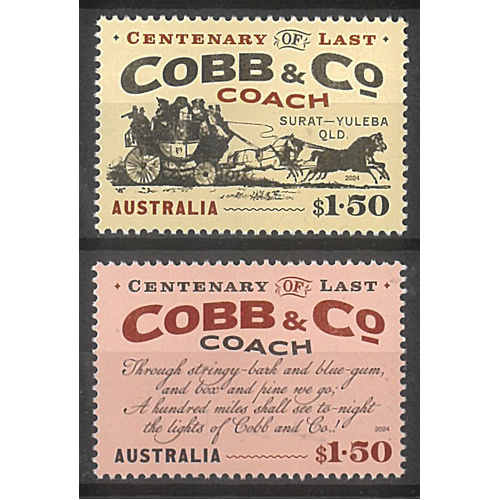 • CENTENARY OF LAST •
COBB & CO
COACH
SURAT—YULEBA
QLD.
2024
AUSTRALIA $1·50
• CENTENARY OF LAST •
COBB & CO
COACH
Through stringy-bark and blue-gum,
and box and pine we go;
A hundred miles shall see to-night
the lights of Cobb and Co.!
2024
AUSTRALIA $1·50